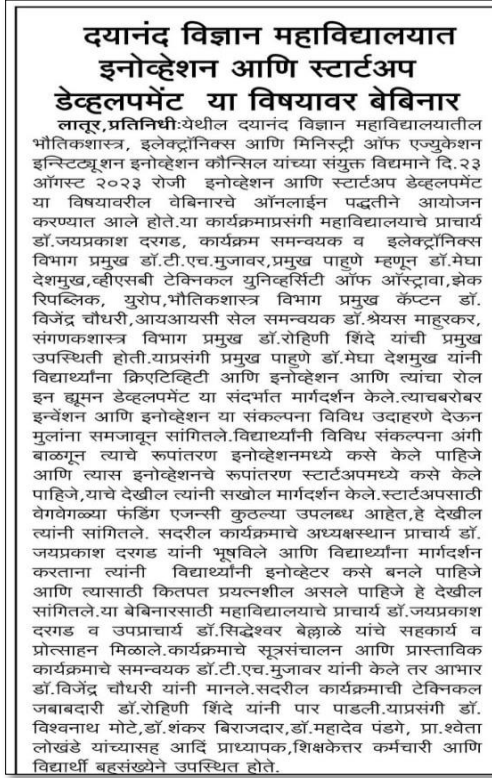 दयानंद विज्ञान महाविद्यालयात
इनोव्हेशन आणि स्टार्टअप
डेव्हलपमेंट या विषयावर बेबिनार
लातूर,प्रतिनिधी:येथील दयानंद विज्ञान महाविद्यालयातील
भौतिकशास्त्र, इलेक्ट्रॉनिक्स आणि मिनिस्ट्री ऑफ एज्युकेशन
इन्स्टिट्यूशन इनोव्हेशन कौन्सिल यांच्या संयुक्त विद्यमाने दि.२३
ऑगस्ट २०२३ रोजी इनोव्हेशन आणि स्टार्टअप डेव्हलपमेंट
या विषयावरील वेबिनारचे ऑनलाईन पद्धतीने आयोजन
करण्यात आले होते.या कार्यक्रमाप्रसंगी महाविद्यालयाचे प्राचार्य
डॉ.जयप्रकाश दरगड, कार्यक्रम समन्वयक व इलेक्ट्रॉनिक्स
विभाग प्रमुख डॉ.टी.एच.मुजावर,प्रमुख पाहुणे म्हणून डॉ.मेघा
देशमुख,व्हीएसबी टेक्निकल युनिव्हर्सिटी ऑफ ऑस्ट्रावा,झेक
रिपब्लिक, युरोप,भौतिकशास्त्र विभाग प्रमुख कॅप्टन डॉ.
विजेंद्र चौधरी,आयआयसी सेल समन्वयक डॉ.श्रेयस माहुरकर,
संगणकशास्त्र विभाग प्रमुख डॉ.रोहिणी शिंदे यांची प्रमुख
उपस्थिती होती.याप्रसंगी प्रमुख पाहुणे डॉ.मेघा देशमुख यांनी
विद्यार्थ्यांना क्रिएटिव्हिटी आणि इनोव्हेशन आणि त्यांचा रोल
इन ह्यूमन डेव्हलपमेंट या संदर्भात मार्गदर्शन केले.त्याचबरोबर
इन्वेंशन आणि इनोव्हेशन या संकल्पना विविध उदाहरणे देऊन
मुलांना समजावून सांगितले.विद्यार्थ्यांनी विविध संकल्पना अंगी
बाळगून त्याचे रूपांतरण इनोव्हेशनमध्ये कसे केले पाहिजे
आणि त्यास इनोव्हेशनचे रूपांतरण स्टार्टअपमध्ये कसे केले
पाहिजे,याचे देखील त्यांनी सखोल मार्गदर्शन केले.स्टार्टअपसाठी
वेगवेगळ्या फंडिंग एजन्सी कुठल्या उपलब्ध आहेत,हे देखील
त्यांनी सांगितले. सदरील कार्यक्रमाचे अध्यक्षस्थान प्राचार्य डॉ.
जयप्रकाश दरगड यांनी भूषविले आणि विद्यार्थ्यांना मार्गदर्शन
करताना त्यांनी विद्यार्थ्यांनी इनोव्हेटर कसे बनले पाहिजे
आणि त्यासाठी कितपत प्रयत्नशील असले पाहिजे हे देखील
सांगितले.या बेबिनारसाठी महाविद्यालयाचे प्राचार्य डॉ.जयप्रकाश
दरगड व उपप्राचार्य डॉ.सिद्धेश्वर बेल्लाळे यांचे सहकार्य व
प्रोत्साहन मिळाले.कार्यक्रमाचे सूत्रसंचालन आणि प्रास्ताविक
कार्यक्रमाचे समन्वयक डॉ.टी.एच.मुजावर यांनी केले तर आभार
डॉ.विजेंद्र चौधरी यांनी मानले.सदरील कार्यक्रमाची टेक्निकल
जबाबदारी डॉ.रोहिणी शिंदे यांनी पार पाडली.याप्रसंगी डॉ.
विश्वनाथ मोटे,डॉ.शंकर बिराजदार,डॉ.महादेव पंडगे, प्रा.श्वेता
लोखंडे यांच्यासह आदिं प्राध्यापक,शिक्षकेत्तर कर्मचारी आणि
विद्यार्थी बहुसंख्येने उपस्थित होते.